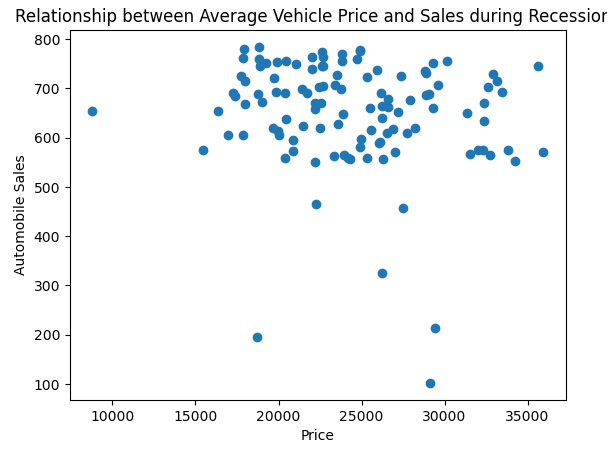 Relationship between Average Vehicle Price and Sales during Recession
800
700
600
500
400
300
200
100
Automobile Sales
10000 15000 20000 25000 30000 35000
Price